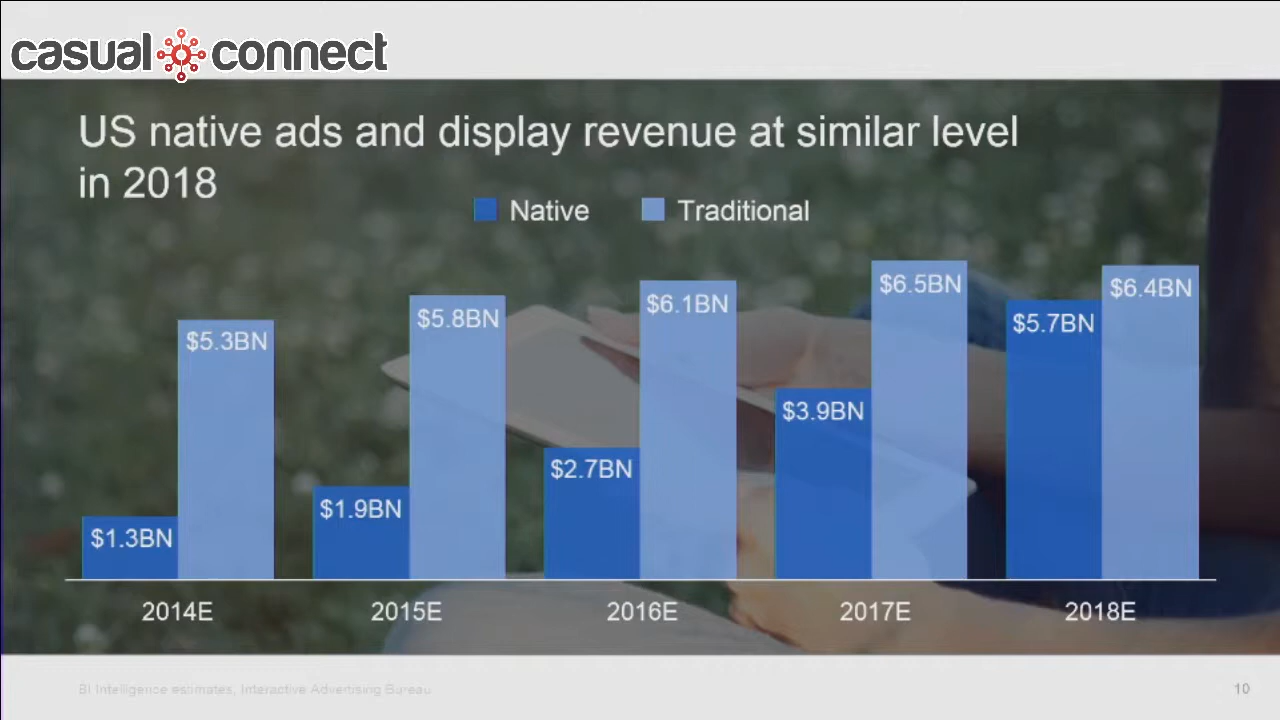 casual connect
US native ads and display revenue at similar level
in 2018
Native Traditional
$1.3BN $5.3BN $1.9BN $5.8BN $2.7BN $6.1BN $3.9BN $6.5BN $5.7BN $6.4BN
2014E 2015E 2016E 2017E 2018E
BI Intelligence estimates, Interactive Advertising Bureau 10